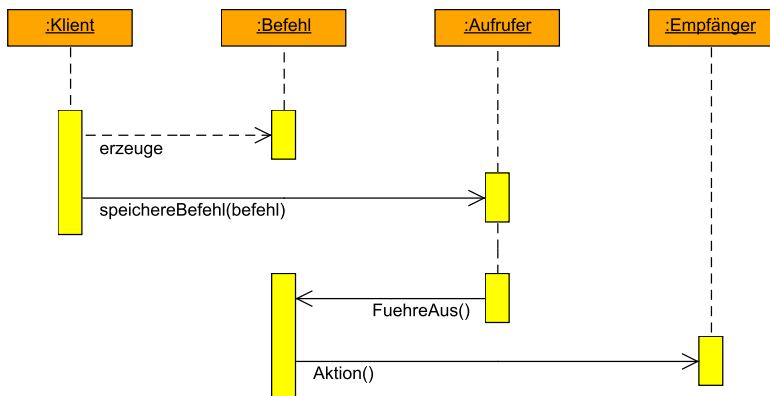 :Klient
:Befehl
:Aufrufer
:Empfänger
erzeuge
speichereBefehl(befehl)
FuehreAus()
Aktion()